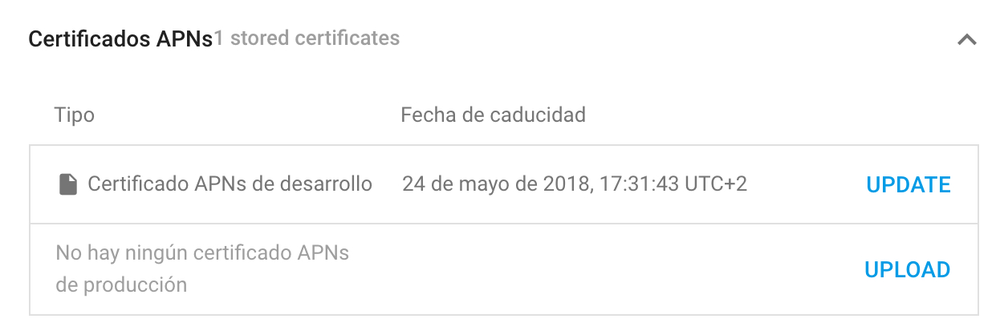 Certificados APNs1 stored certificates
Tipo Fecha de caducidad
Certificado APNs de desarrollo 24 de mayo de 2018, 17:31:43 UTC+2 UPDATE
No hay ningún certificado APNs
de producción
UPLOAD